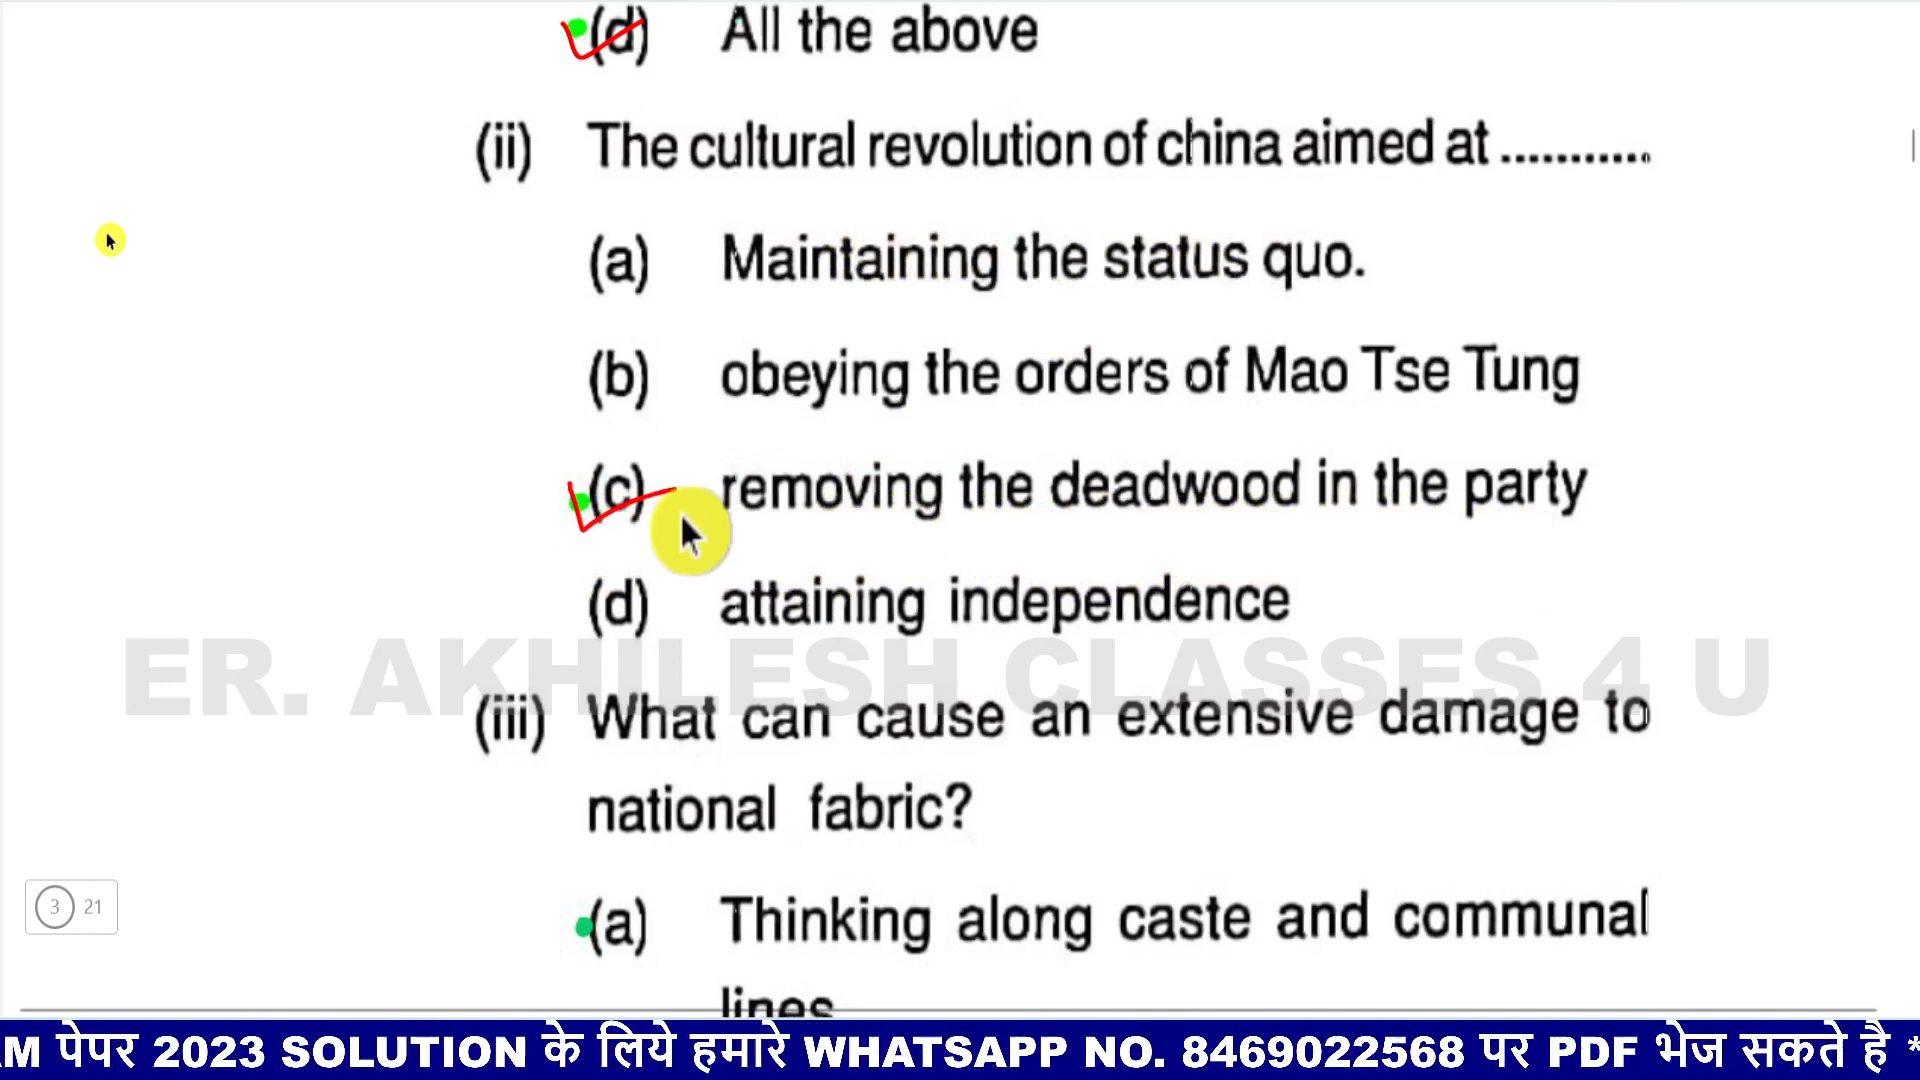 (d) All the above
(ii) The cultural revolution of china aimed at ...........
(a) Maintaining the status quo.
(b) obeying the orders of Mao Tse Tung
(c) removing the deadwood in the party
(d) attaining independence
ER. AKHILESH CLASSES 4 U
(iii) What can cause an extensive damage to
national fabric?
3 21
(a) Thinking along caste and communal
lines
M पेपर 2023 SOLUTION के लिये हमारे WHATSAPP NO. 8469022568 पर PDF भेज सकते है *